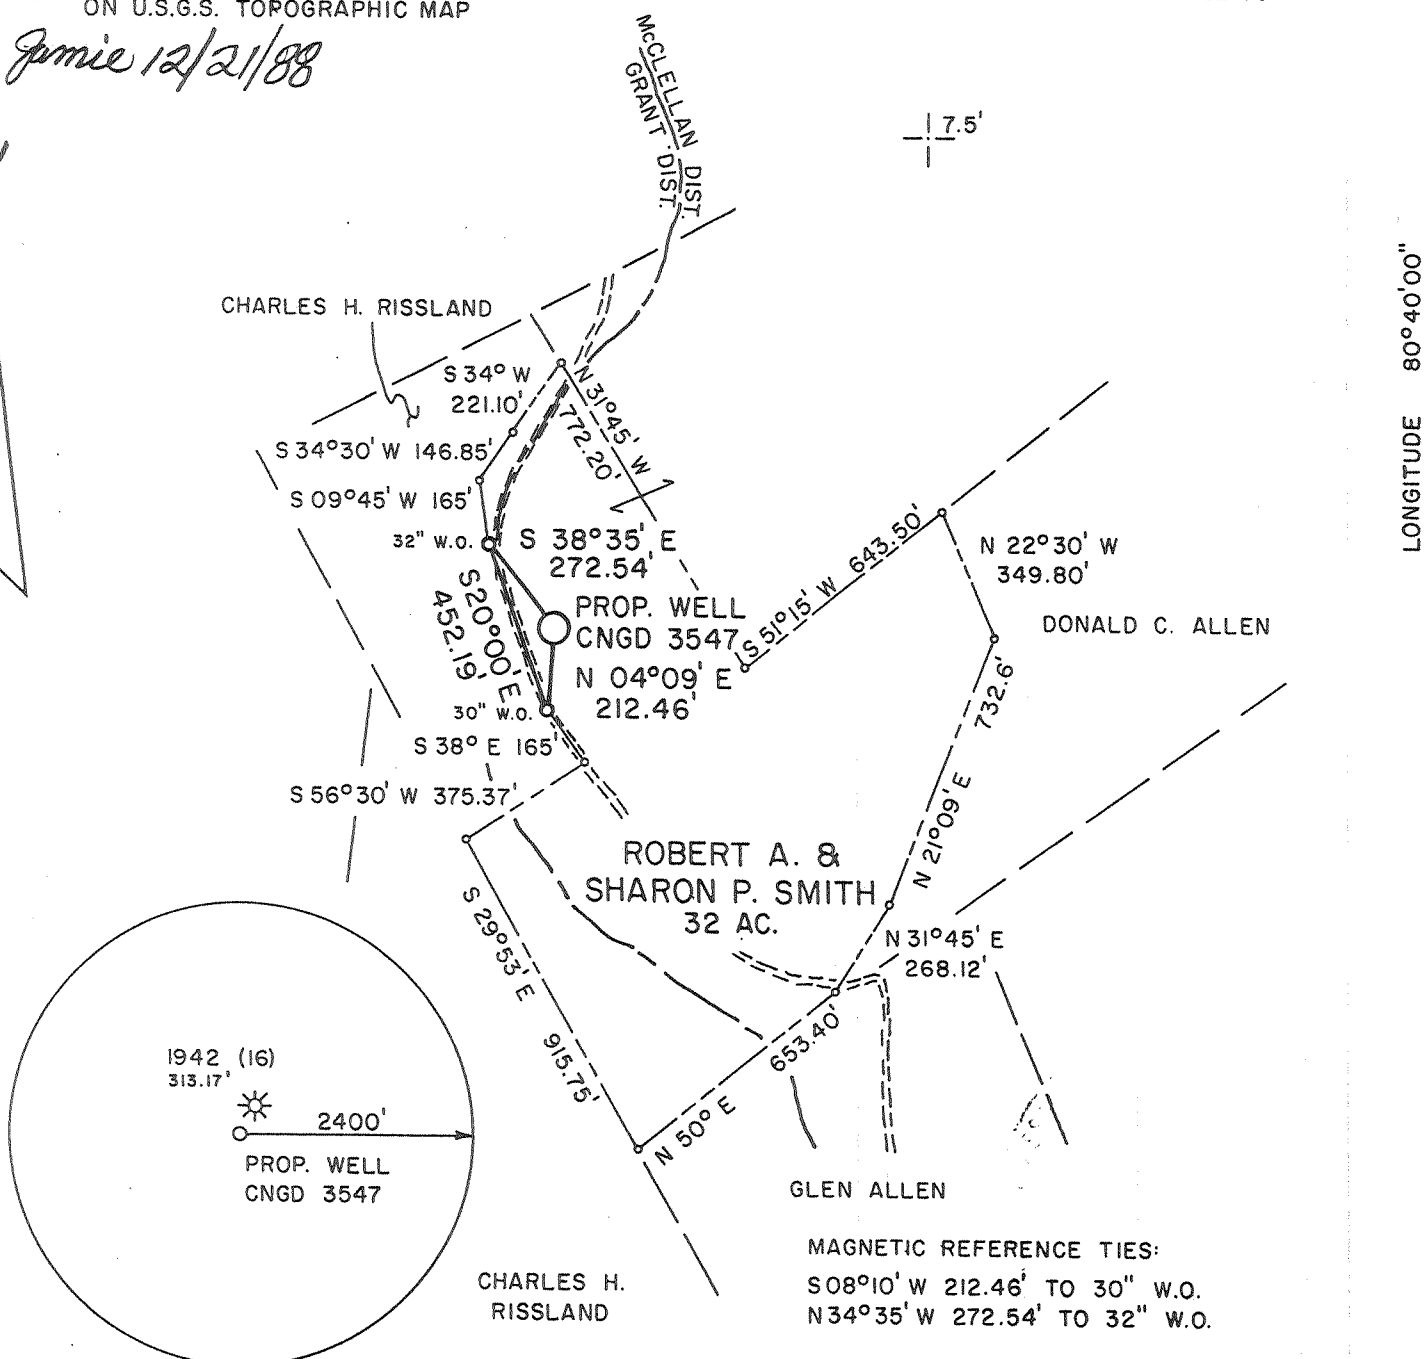 ON U.S.G.S. TOPOGRAPHIC MAP
Jamie 12/21/88
McCLELLAN DIST.
GRANT DIST.
7.5'
LONGITUDE 80°40'00"
CHARLES H. RISSLAND
S 34° W
221.10'
N 31°45' W
772.20'
S 34°30' W 146.85'
S 09°45' W 165'
32" W.O.
S 38°35' E
272.54'
S 51°15' W 643.50'
N 22°30' W
349.80'
S 20°00' E
452.19'
PROP. WELL
CNGD 3547
DONALD C. ALLEN
N 04°09' E
212.46'
30" W.O.
732.6'
N 21°09' E
S 38° E 165'
S 56°30' W 375.37'
ROBERT A. &
SHARON P. SMITH
32 AC.
S 29°53' E 915.75'
N 31°45' E
268.12'
N 50° E 653.40'
1942 (16)
313.17'
2400'
PROP. WELL
CNGD 3547
GLEN ALLEN
CHARLES H.
RISSLAND
MAGNETIC REFERENCE TIES:
S 08°10' W 212.46' TO 30" W.O.
N 34°35' W 272.54' TO 32" W.O.